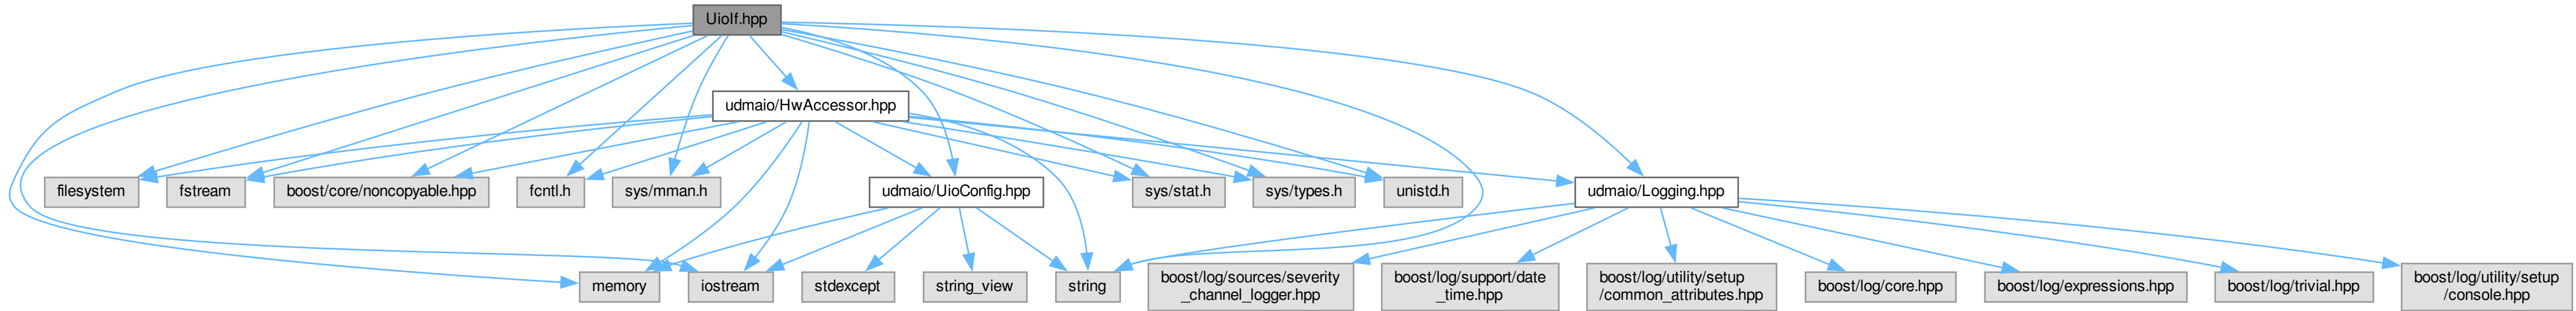 UioIf.hpp
udmaio/HwAccessor.hpp
filesystem
fstream
boost/core/noncopyable.hpp
fcntl.h
sys/mman.h
udmaio/UioConfig.hpp
sys/stat.h
sys/types.h
unistd.h
udmaio/Logging.hpp
memory
iostream
stdexcept
string_view
string
boost/log/sources/severity
_channel_logger.hpp
boost/log/support/date
_time.hpp
boost/log/utility/setup
/common_attributes.hpp
boost/log/core.hpp
boost/log/expressions.hpp
boost/log/trivial.hpp
boost/log/utility/setup
/console.hpp